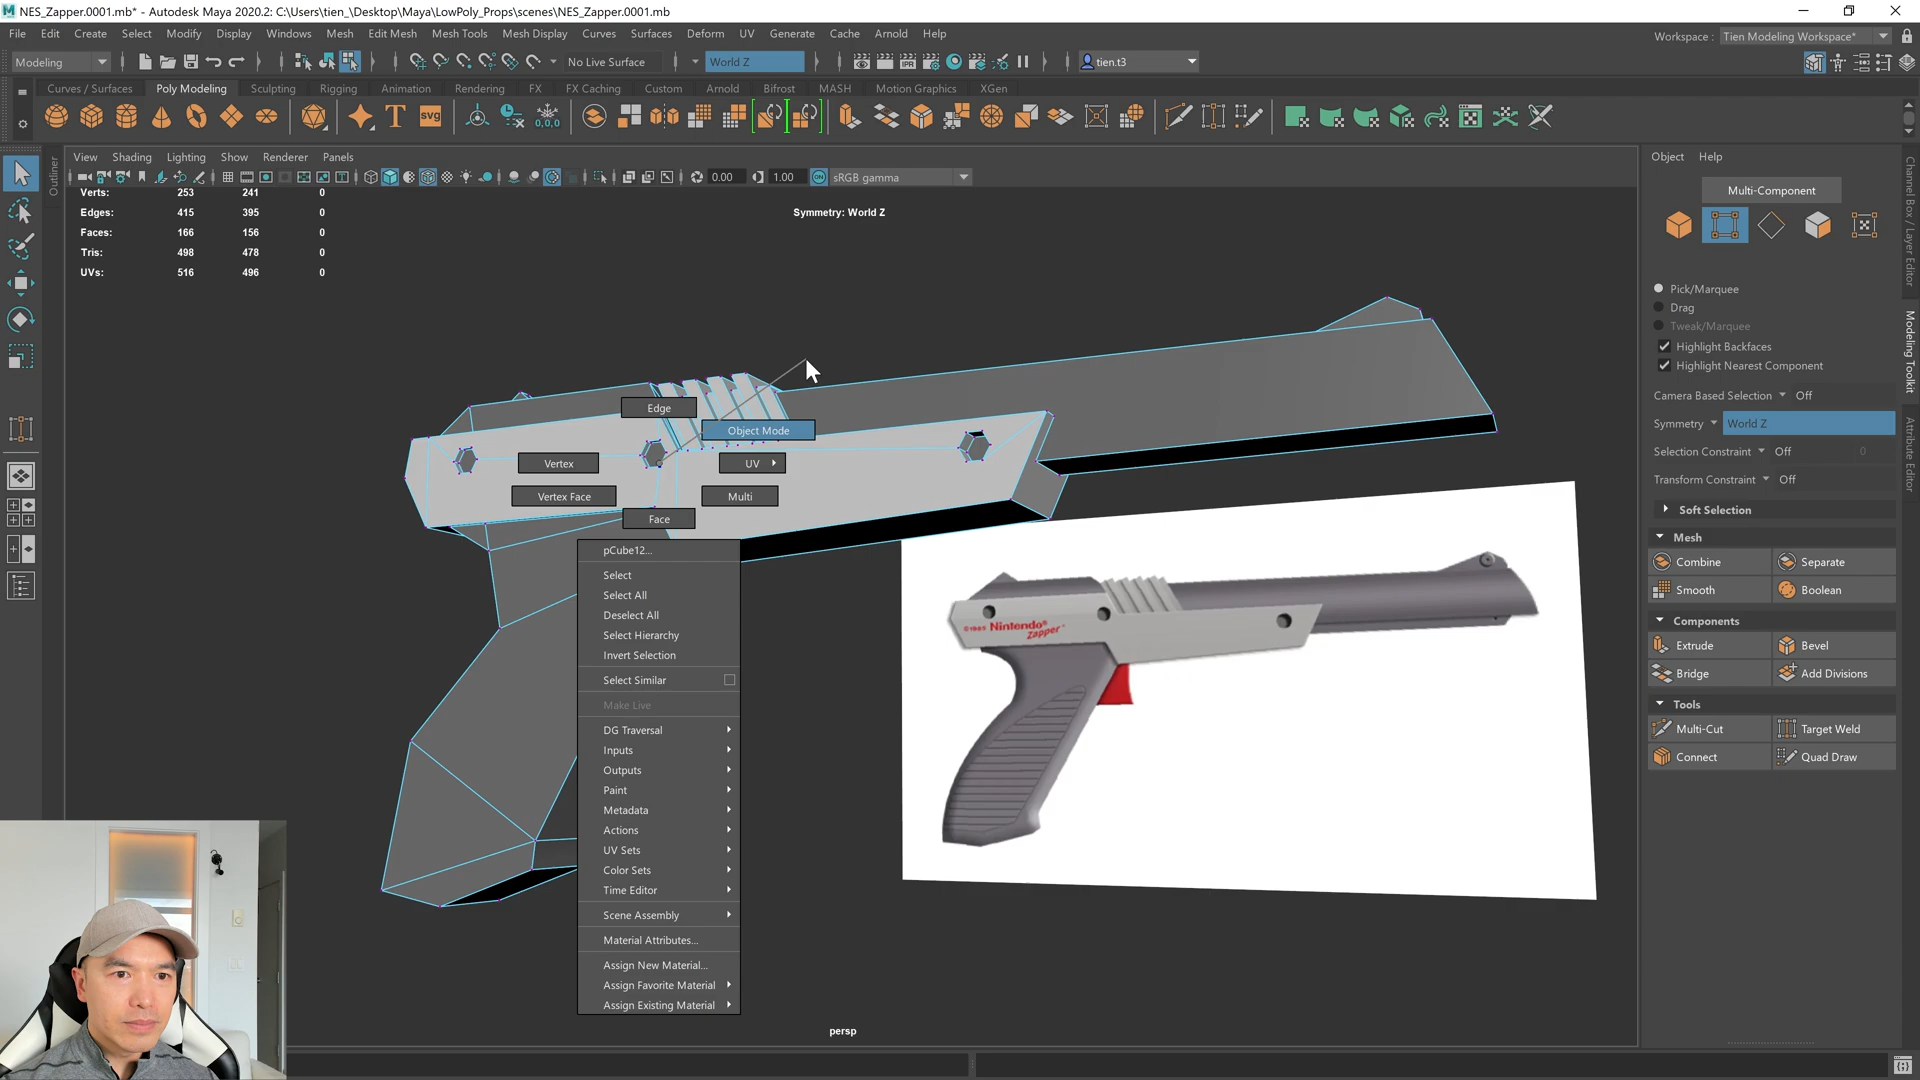 NES_Zapper.0001.mb* - Autodesk Maya 2020.2: C:\Users\tien_\Desktop\Maya\LowPoly_Props\scenes\NES_Zapper.0001.mb
File Edit Create Select Modify Display Windows Mesh Edit Mesh Mesh Tools Mesh Display Curves Surfaces Deform UV Generate Cache Arnold Help
Workspace : Tien Modeling Workspace*
Modeling No Live Surface World Z tien.t3
Curves / Surfaces Poly Modeling Sculpting Rigging Animation Rendering FX FX Caching Custom Arnold Bifrost MASH Motion Graphics XGen
T svg 0,0,0
View Shading Lighting Show Renderer Panels
Object Help
Outliner
0.00 1.00 ON sRGB gamma
Multi-Component
Verts: 253 241 0
Edges: 415 395 0
Faces: 166 156 0
Tris: 498 478 0
UVs: 516 496 0
Symmetry: World Z
Pick/Marquee
Drag
Tweak/Marquee
Highlight Backfaces
Highlight Nearest Component
Camera Based Selection Off
Symmetry World Z
Selection Constraint Off 0
Transform Constraint Off
Soft Selection
Mesh
Combine Separate
Smooth Boolean
Components
Extrude Bevel
Bridge Add Divisions
Tools
Multi-Cut Target Weld
Connect Quad Draw
Channel Box / Layer Editor
Modeling Toolkit
Attribute Editor
Edge
Object Mode
Vertex UV
Vertex Face Multi
Face
pCube12...
Select
Select All
Deselect All
Select Hierarchy
Invert Selection
Select Similar
Make Live
DG Traversal
Inputs
Outputs
Paint
Metadata
Actions
UV Sets
Color Sets
Time Editor
Scene Assembly
Material Attributes...
Assign New Material...
Assign Favorite Material
Assign Existing Material
©1985 Nintendo®
Zapper™
persp